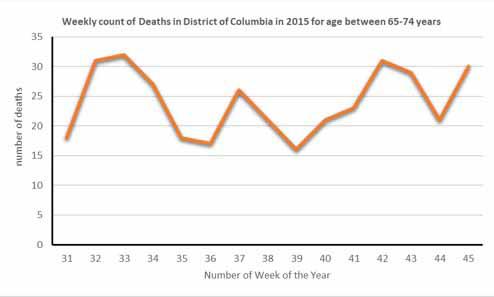 Weekly count of Deaths in District of Columbia in 2015 for age between 65-74 years
35
30
25
20
15
10
5
0
number of deaths
31 32 33 34 35 36 37 38 39 40 41 42 43 44 45
Number of Week of the Year